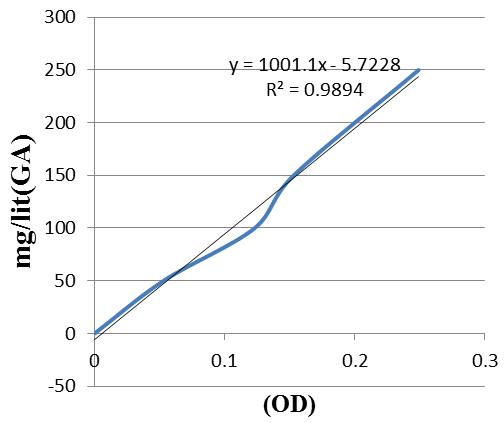 300
y = 1001.1x - 5.7228
250
R² = 0.9894
200
150
100
50
0
0 0.1 0.2 0.3
-50
mg/lit(GA)
(OD)